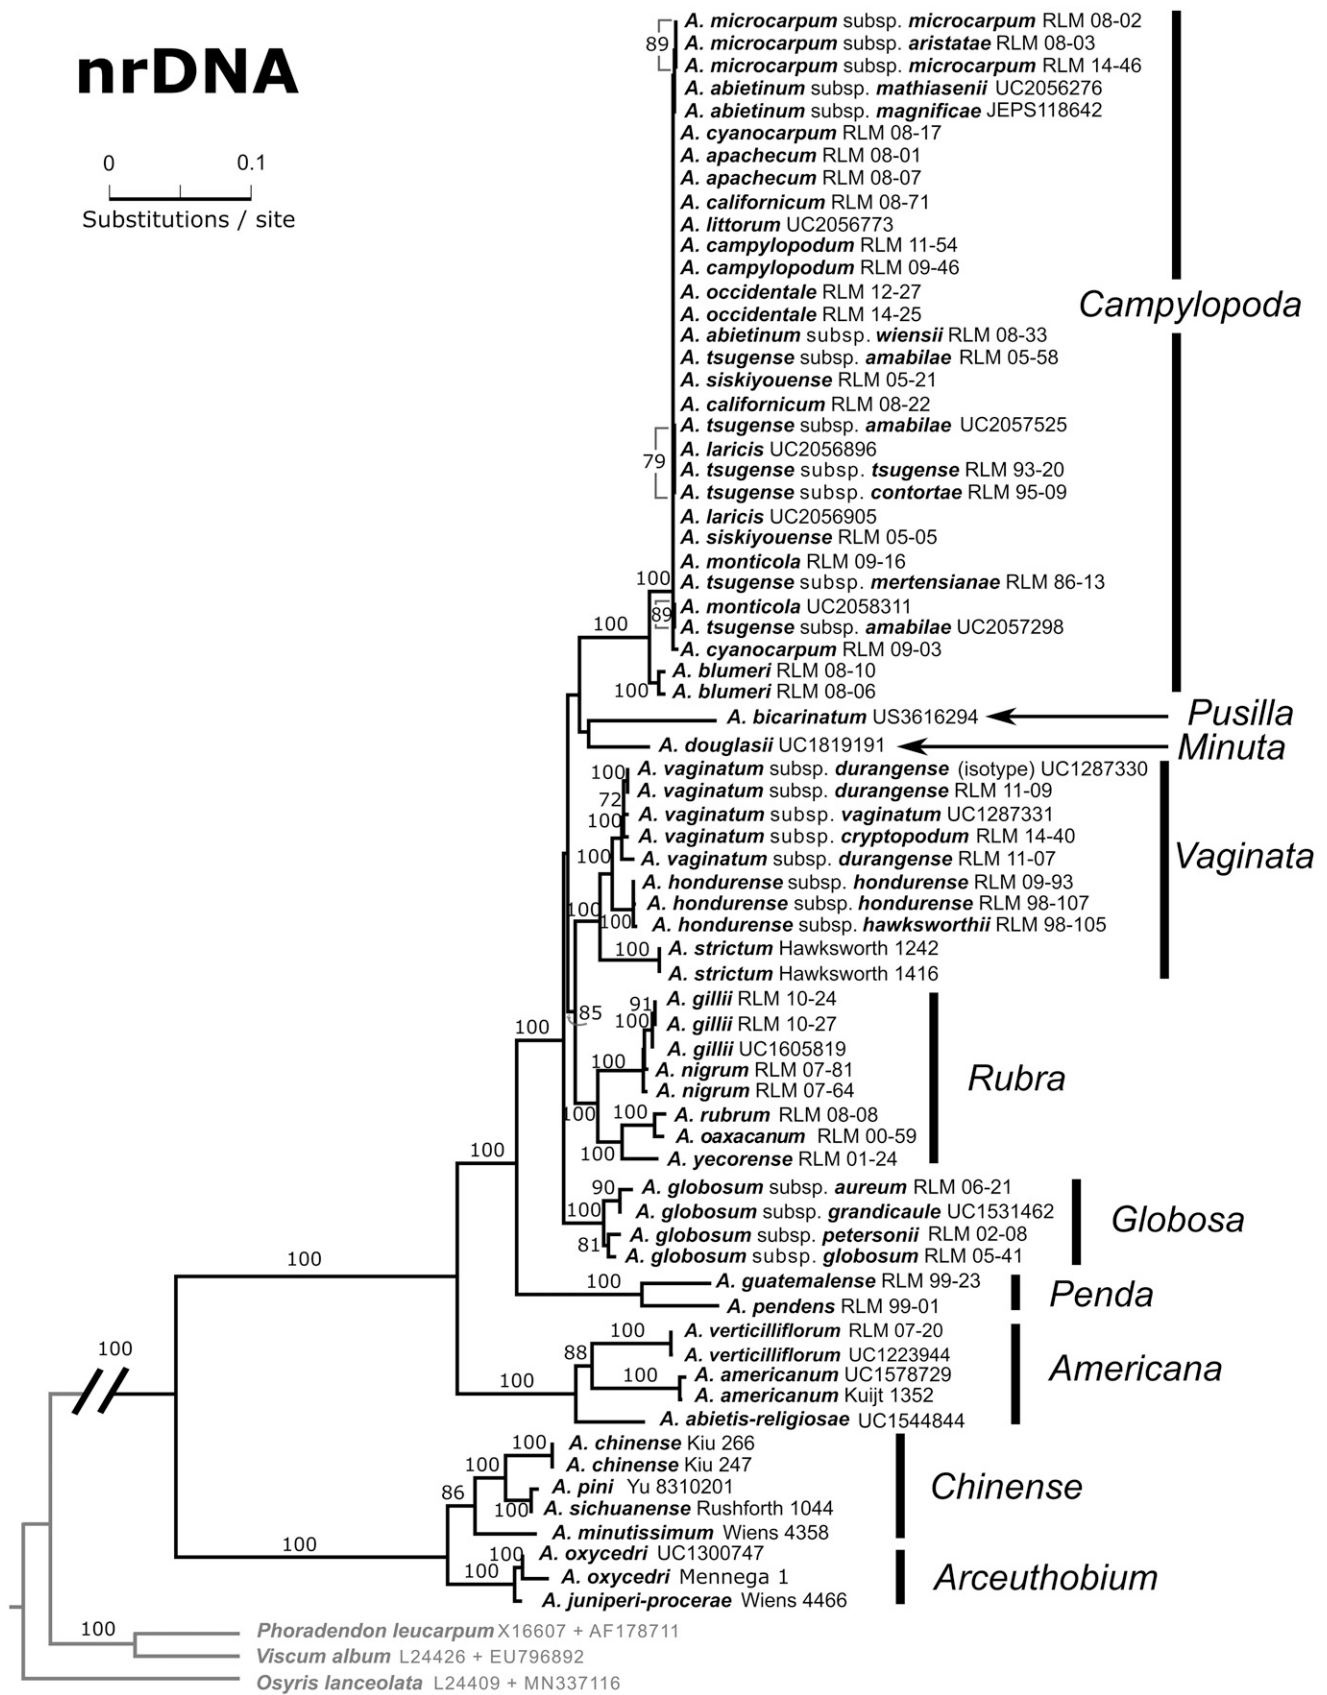 nrDNA
0 0.1
Substitutions / site
A. microcarpum subsp. microcarpum RLM 08-02
89
A. microcarpum subsp. aristatae RLM 08-03
A. microcarpum subsp. microcarpum RLM 14-46
A. abietinum subsp. mathiasenii UC2056276
A. abietinum subsp. magnificae JEPS118642
A. cyanocarpum RLM 08-17
A. apachecum RLM 08-01
A. apachecum RLM 08-07
A. californicum RLM 08-71
A. littorum UC2056773
A. campylopodum RLM 11-54
A. campylopodum RLM 09-46
A. occidentale RLM 12-27
Campylopoda
A. occidentale RLM 14-25
A. abietinum subsp. wiensii RLM 08-33
A. tsugense subsp. amabilae RLM 05-58
A. siskiyouense RLM 05-21
A. californicum RLM 08-22
A. tsugense subsp. amabilae UC2057525
A. laricis UC2056896
79
A. tsugense subsp. tsugense RLM 93-20
A. tsugense subsp. contortae RLM 95-09
A. laricis UC2056905
A. siskiyouense RLM 05-05
A. monticola RLM 09-16
100
A. tsugense subsp. mertensianae RLM 86-13
A. monticola UC2058311
89
100
A. tsugense subsp. amabilae UC2057298
A. cyanocarpum RLM 09-03
A. blumeri RLM 08-10
100
A. blumeri RLM 08-06
A. bicarinatum US3616294
Pusilla
A. douglasii UC1819191
Minuta
100
A. vaginatum subsp. durangense (isotype) UC1287330
A. vaginatum subsp. durangense RLM 11-09
72
A. vaginatum subsp. vaginatum UC1287331
100
A. vaginatum subsp. cryptopodum RLM 14-40
100
A. vaginatum subsp. durangense RLM 11-07
Vaginata
A. hondurense subsp. hondurense RLM 09-93
A. hondurense subsp. hondurense RLM 98-107
100
100
A. hondurense subsp. hawksworthii RLM 98-105
100
A. strictum Hawksworth 1242
A. strictum Hawksworth 1416
91
A. gillii RLM 10-24
85
100
A. gillii RLM 10-27
100
A. gillii UC1605819
100
A. nigrum RLM 07-81
Rubra
A. nigrum RLM 07-64
100
100
A. rubrum RLM 08-08
A. oaxacanum RLM 00-59
100
A. yecorense RLM 01-24
100
90
A. globosum subsp. aureum RLM 06-21
100
A. globosum subsp. grandicaule UC1531462
Globosa
A. globosum subsp. petersonii RLM 02-08
81
A. globosum subsp. globosum RLM 05-41
100
100
A. guatemalense RLM 99-23
Penda
A. pendens RLM 99-01
100
A. verticilliflorum RLM 07-20
100
88
A. verticilliflorum UC1223944
Americana
100
100
A. americanum UC1578729
A. americanum Kuijt 1352
A. abietis-religiosae UC1544844
100
A. chinense Kiu 266
100
A. chinense Kiu 247
86
A. pini Yu 8310201
Chinense
100
A. sichuanense Rushforth 1044
A. minutissimum Wiens 4358
100
100
A. oxycedri UC1300747
100
A. oxycedri Mennega 1
Arceuthobium
A. juniperi-procerae Wiens 4466
100
Phoradendon leucarpum X16607 + AF178711
Viscum album L24426 + EU796892
Osyris lanceolata L24409 + MN337116